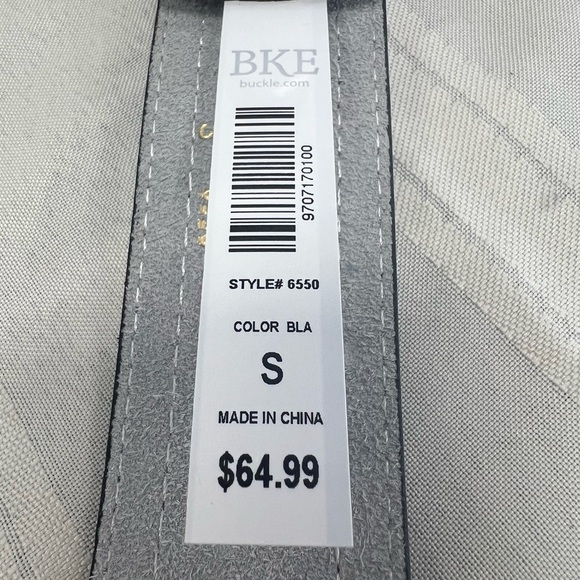 BKE
buckle.com
9707170100
STYLE# 6550
COLOR BLA
S
MADE IN CHINA
$64.99